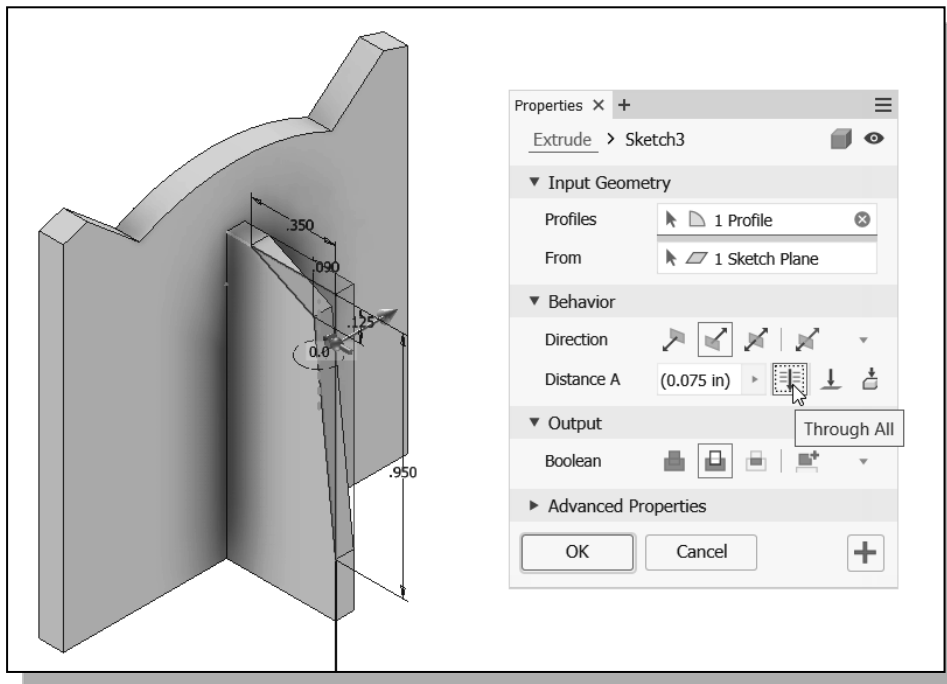 .350
.090
.125
0.0
.950
Properties × +
Extrude > Sketch3
▼ Input Geometry
Profiles 1 Profile
From 1 Sketch Plane
▼ Behavior
Direction
Distance A (0.075 in)
Through All
▼ Output
Boolean
▶ Advanced Properties
OK Cancel